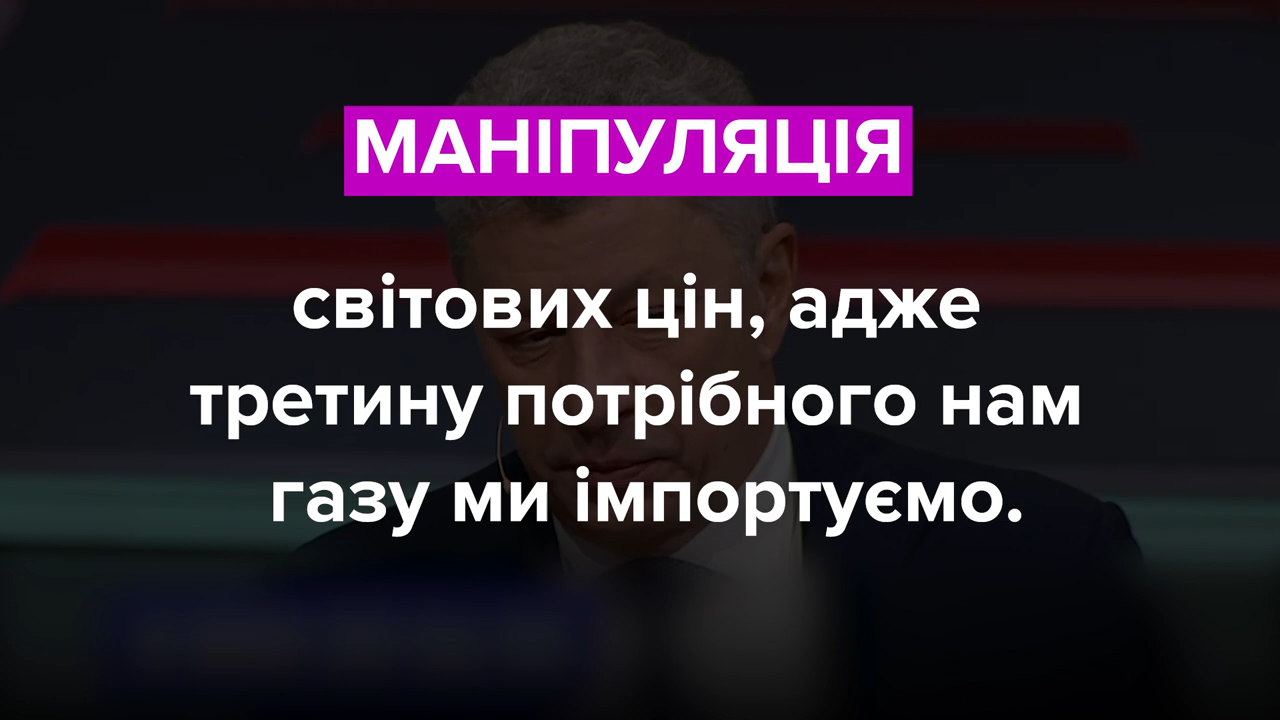 МАНІПУЛЯЦІЯ
світових цін, адже
третину потрібного нам
газу ми імпортуємо.